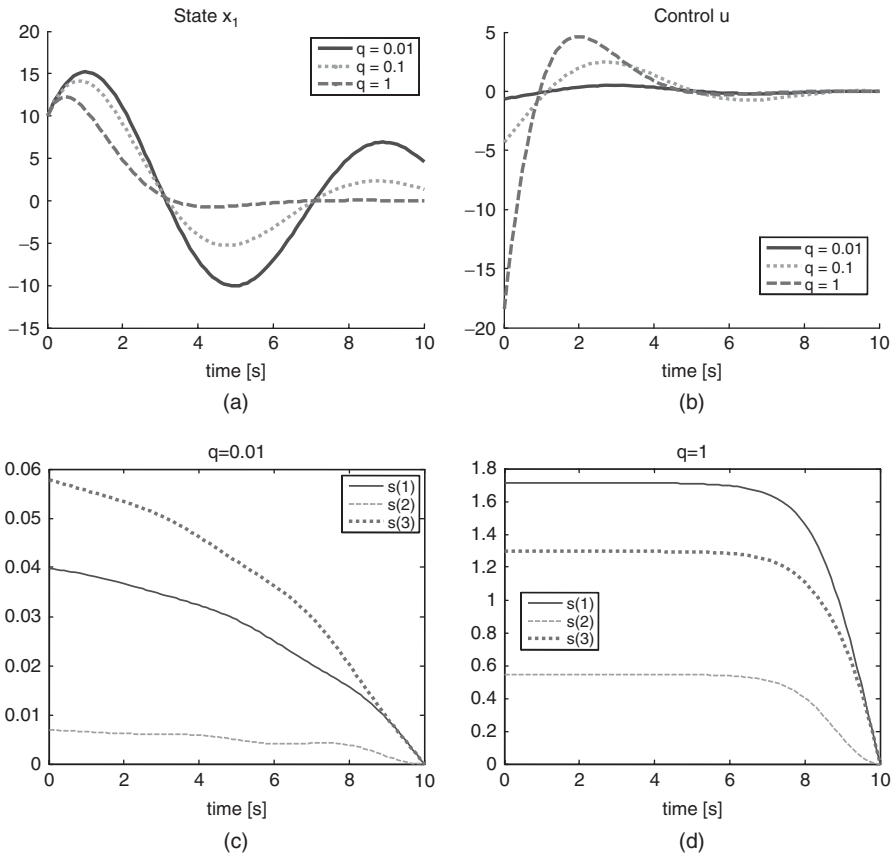 State x₁
20
15
10
5
0
−5
−10
−15
q = 0.01
q = 0.1
q = 1
0 2 4 6 8 10
time [s]
(a)
Control u
5
0
−5
−10
−15
−20
q = 0.01
q = 0.1
q = 1
0 2 4 6 8 10
time [s]
(b)
q=0.01
0.06
0.05
0.04
0.03
0.02
0.01
0
s(1)
s(2)
s(3)
0 2 4 6 8 10
time [s]
(c)
q=1
1.8
1.6
1.4
1.2
1
0.8
0.6
0.4
0.2
0
s(1)
s(2)
s(3)
0 2 4 6 8 10
time [s]
(d)